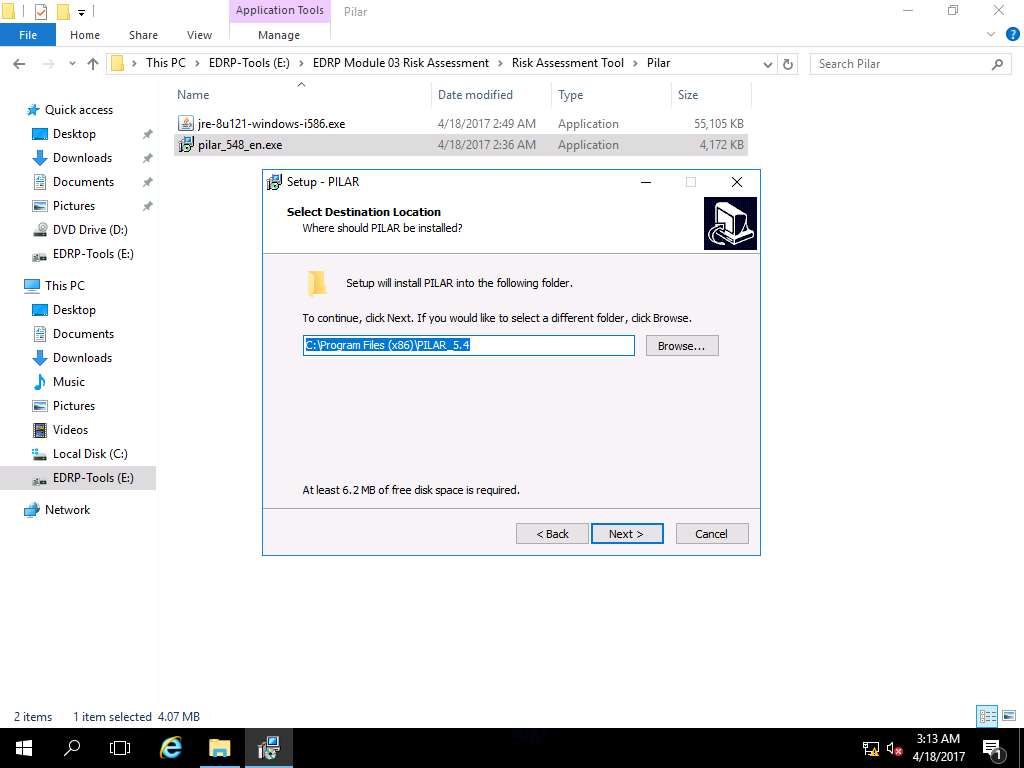 Application Tools
Pilar
File Home Share View Manage
This PC EDRP-Tools (E:) EDRP Module 03 Risk Assessment Risk Assessment Tool Pilar
Search Pilar
Name Date modified Type Size
jre-8u121-windows-i586.exe 4/18/2017 2:49 AM Application 55,105 KB
pilar_548_en.exe 4/18/2017 2:36 AM Application 4,172 KB
Quick access
Desktop
Downloads
Documents
Pictures
DVD Drive (D:)
EDRP-Tools (E:)
This PC
Desktop
Documents
Downloads
Music
Pictures
Videos
Local Disk (C:)
EDRP-Tools (E:)
Network
Setup - PILAR
Select Destination Location
Where should PILAR be installed?
Setup will install PILAR into the following folder.
To continue, click Next. If you would like to select a different folder, click Browse.
C:\Program Files (x86)\PILAR_5.4
Browse...
At least 6.2 MB of free disk space is required.
< Back Next > Cancel
2 items 1 item selected 4.07 MB
3:13 AM
4/18/2017
1